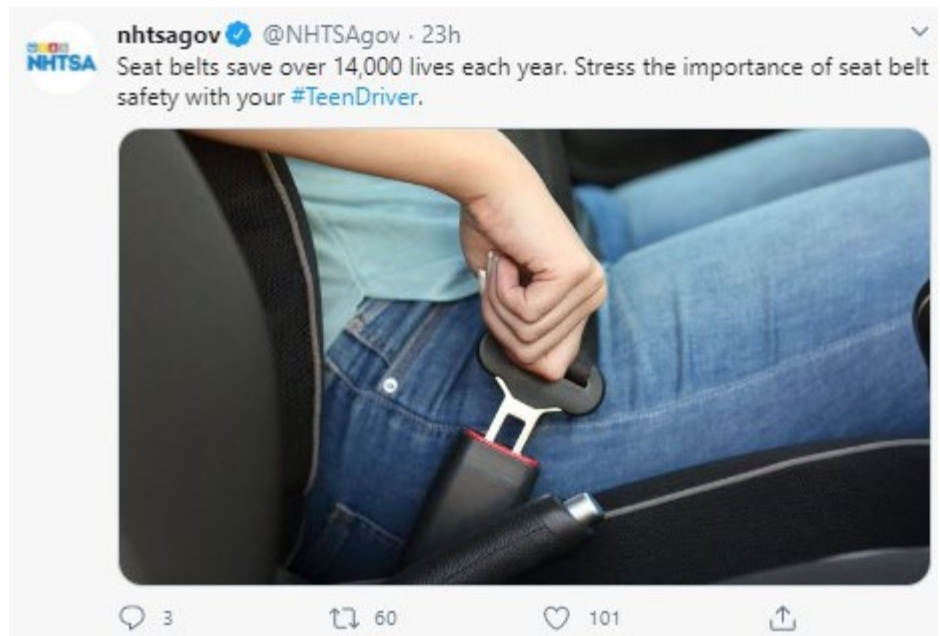 nhtsagov @NHTSAgov · 23h
NHTSA
Seat belts save over 14,000 lives each year. Stress the importance of seat belt
safety with your #TeenDriver.
3 60 101